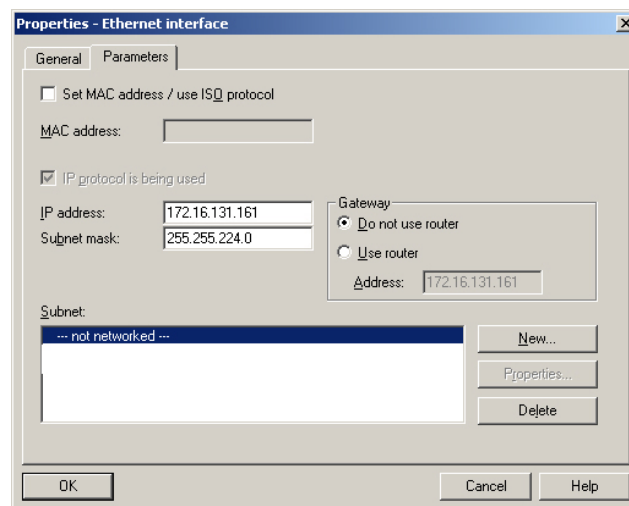 Properties - Ethernet interface
General Parameters
Set MAC address / use ISO protocol
MAC address:
IP protocol is being used
IP address: 172.16.131.161
Subnet mask: 255.255.224.0
Gateway
Do not use router
Use router
Address: 172.16.131.161
Subnet:
--- not networked ---
New...
Properties...
Delete
OK Cancel Help